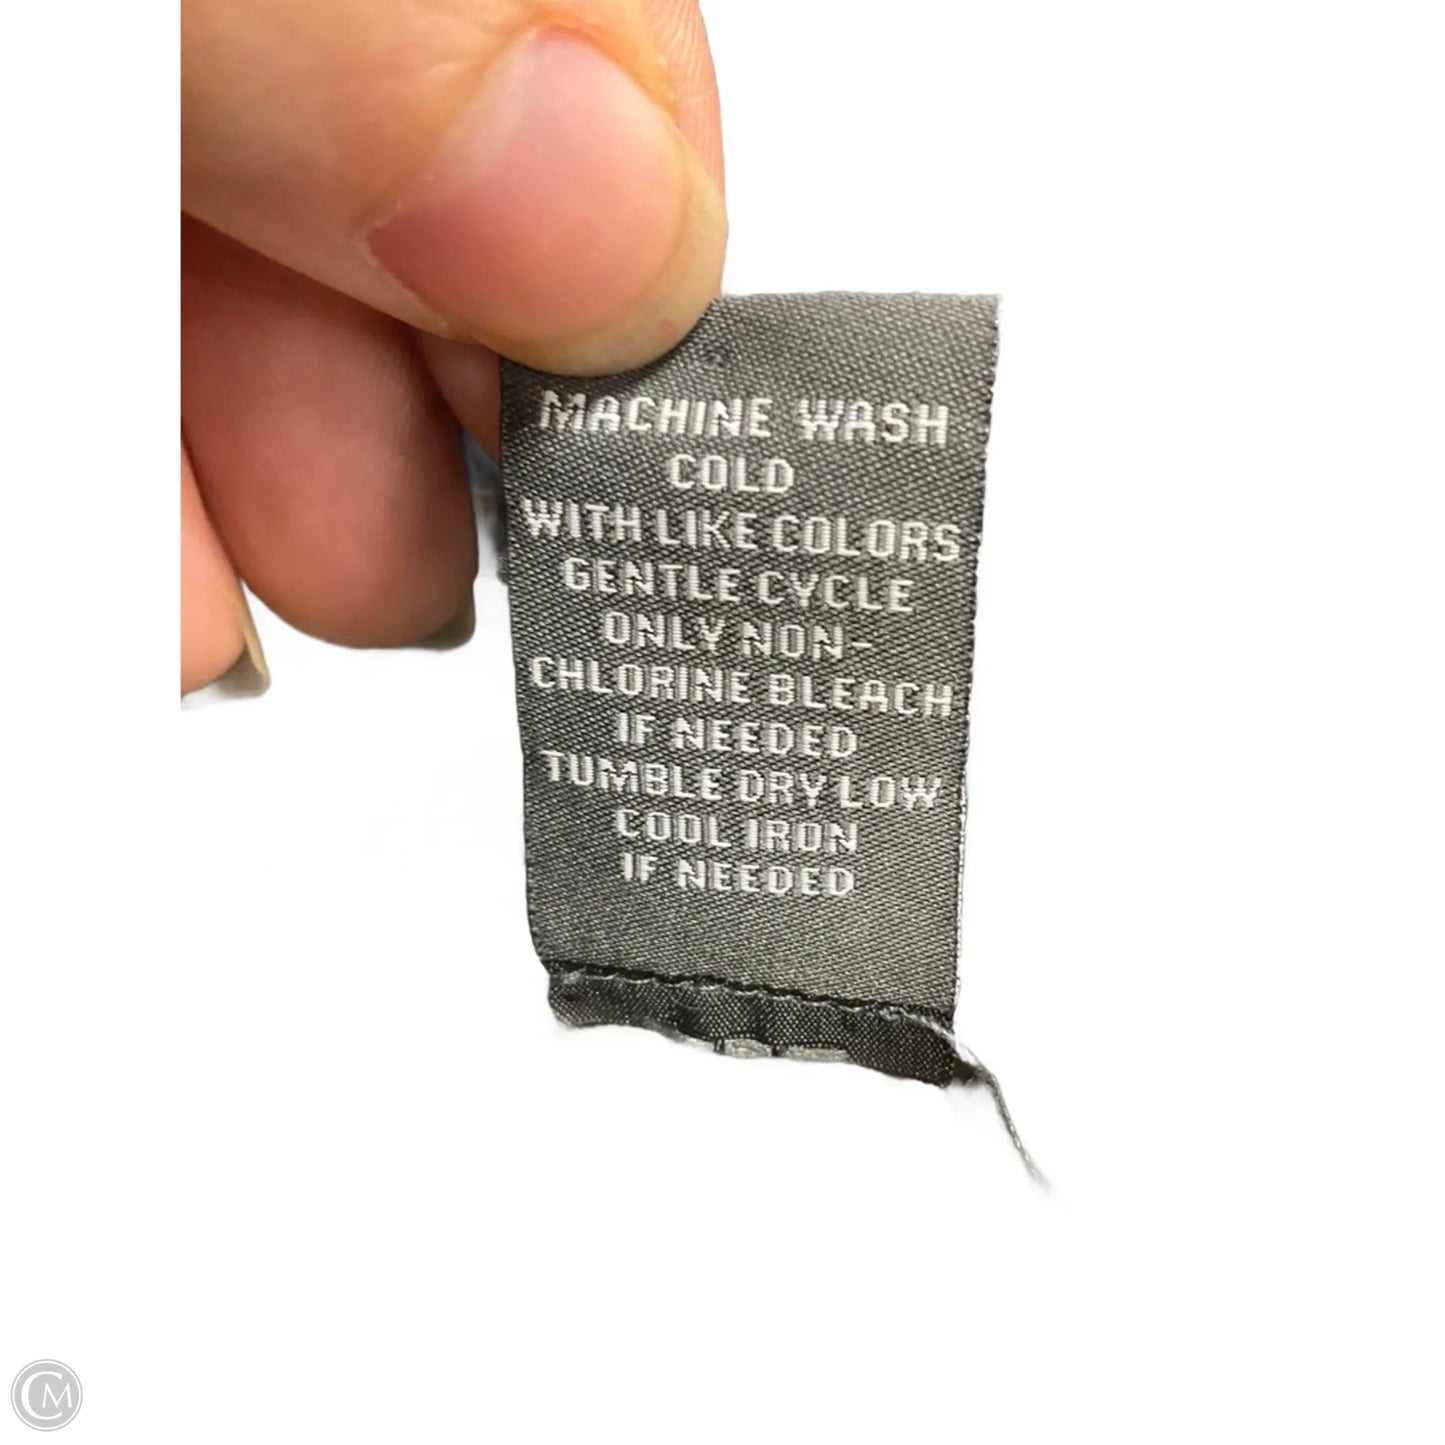 MACHINE WASH
COLD
WITH LIKE COLORS
GENTLE CYCLE
ONLY NON-
CHLORINE BLEACH
IF NEEDED
TUMBLE DRY LOW
COOL IRON
IF NEEDED
CM